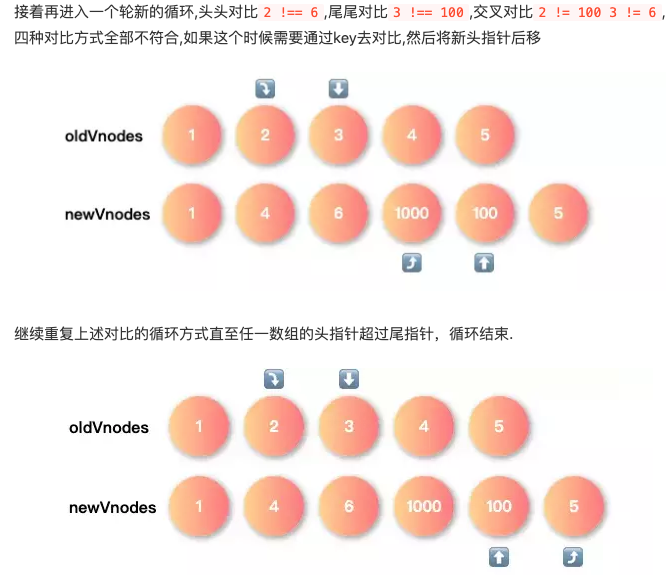 接着再进入一个轮新的循环,头头对比 2 !== 6 ,尾尾对比 3 !== 100 ,交叉对比 2 != 100 3 != 6 ,
四种对比方式全部不符合,如果这个时候需要通过key去对比,然后将新头指针后移
oldVnodes 1 2 3 4 5
newVnodes 1 4 6 1000 100 5
继续重复上述对比的循环方式直至任一数组的头指针超过尾指针，循环结束.
oldVnodes 1 2 3 4 5
newVnodes 1 4 6 1000 100 5